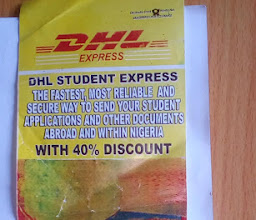 DHL
EXPRESS
DHL STUDENT EXPRESS
THE FASTEST, MOST RELIABLE AND
SECURE WAY TO SEND YOUR STUDENT
APPLICATIONS AND OTHER DOCUMENTS
ABROAD AND WITHIN NIGERIA
WITH 40% DISCOUNT